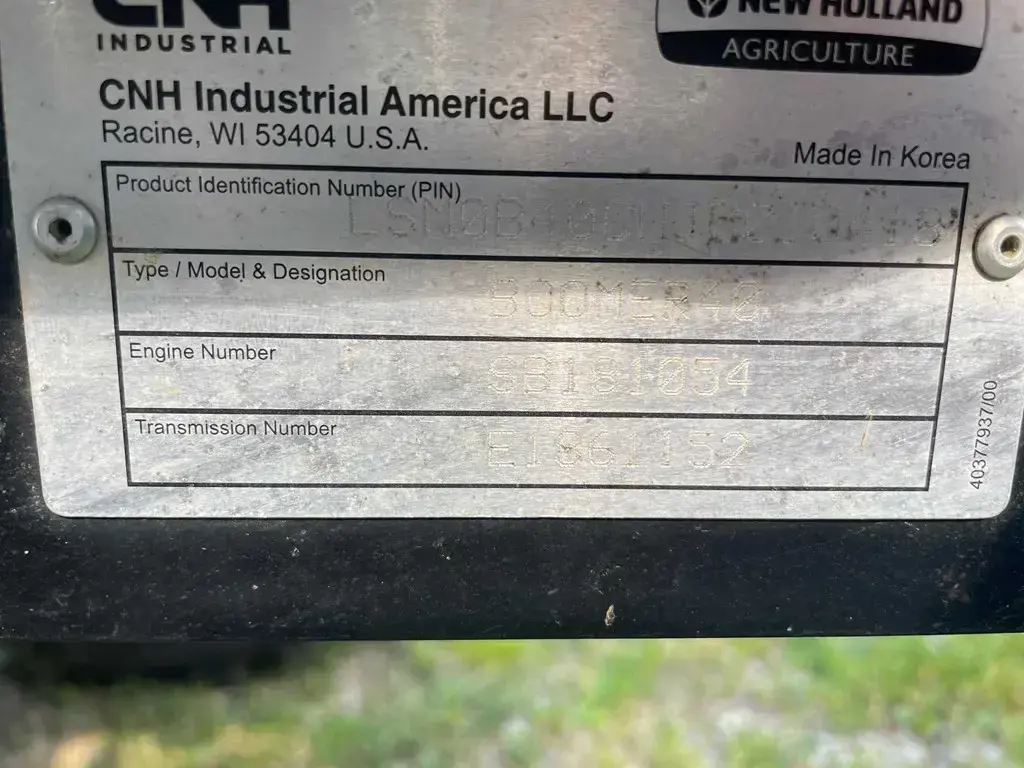 CNH
INDUSTRIAL
NEW HOLLAND
AGRICULTURE
CNH Industrial America LLC
Racine, WI 53404 U.S.A.
Made In Korea
Product Identification Number (PIN)
Type / Model & Designation
BOOMER40
Engine Number
SB181054
Transmission Number
40377937/00